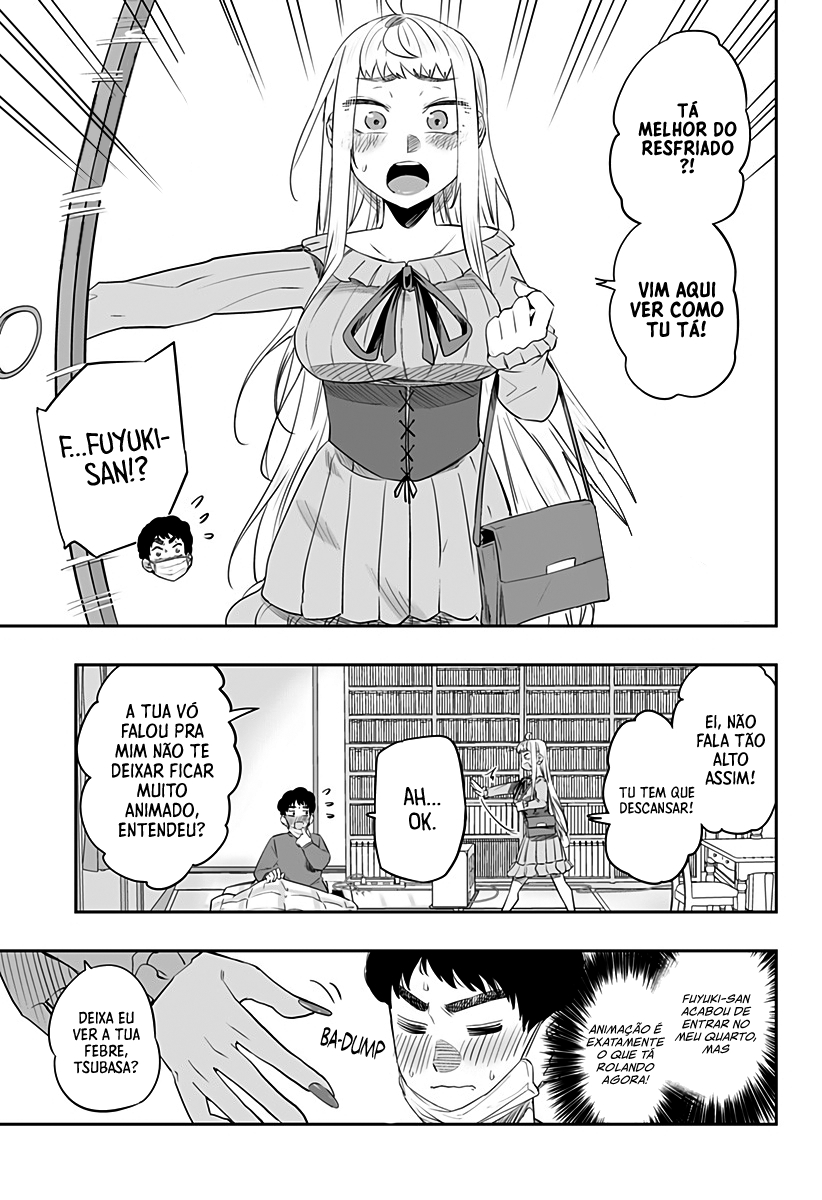 TÁ
MELHOR DO
RESFRIADO
?!
VIM AQUI
VER COMO
TU TÁ!
F...FUYUKI-
SAN!?
EI, NÃO
FALA TÃO
ALTO
ASSIM!
TU TEM QUE
DESCANSAR!
AH...
OK.
A TUA VÓ
FALOU PRA
MIM NÃO TE
DEIXAR FICAR
MUITO
ANIMADO,
ENTENDEU?
FUYUKI-SAN
ACABOU DE
ENTRAR NO
MEU QUARTO,
MAS
ANIMAÇÃO É
EXATAMENTE
O QUE TÁ
ROLANDO
AGORA!
BA-DUMP
DEIXA EU
VER A TUA
FEBRE,
TSUBASA?